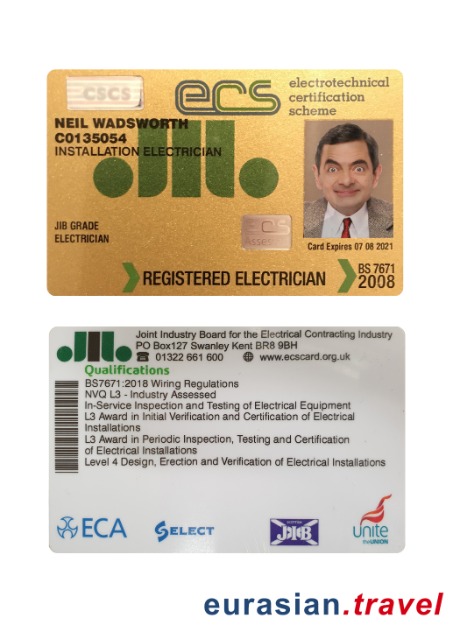 CSCS
ecs
electrotechnical
certification
scheme
NEIL WADSWORTH
C0135054
INSTALLATION ELECTRICIAN
JIB
JIB GRADE
ELECTRICIAN
ecs
Card Expires 07 08 2021
REGISTERED ELECTRICIAN
BS 7671
2008
JIB
Joint Industry Board for the Electrical Contracting Industry
PO Box127 Swanley Kent BR8 9BH
01322 661 600
www.ecscard.org.uk
Qualifications
BS7671:2018 Wiring Regulations
NVQ L3 - Industry Assessed
In-Service Inspection and Testing of Electrical Equipment
L3 Award in Initial Verification and Certification of Electrical
Installations
L3 Award in Periodic Inspection, Testing and Certification
of Electrical Installations
Level 4 Design, Erection and Verification of Electrical Installations
ECA
SELECT
JIB
unite
theUNION
eurasian.travel